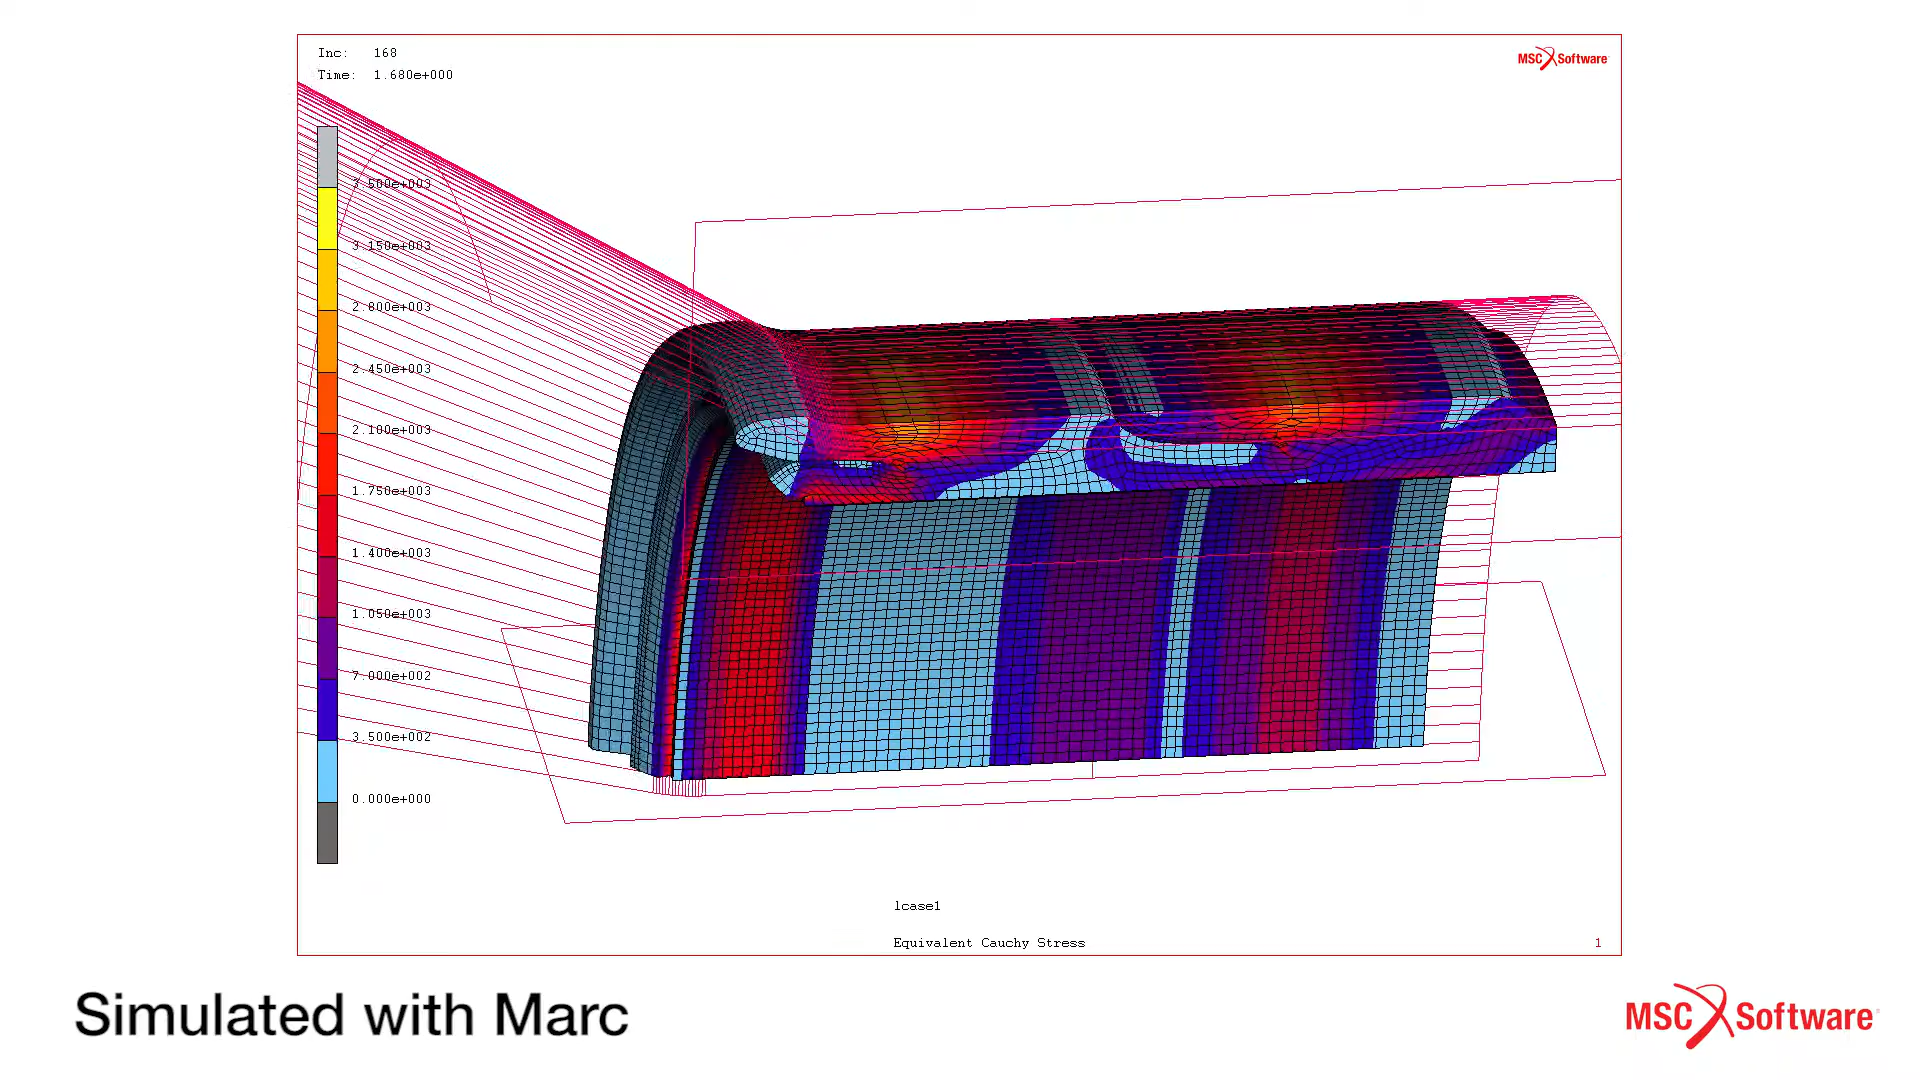 Inc: 168
Time: 1.680e+000
MSC Software
3.500e+003
3.150e+003
2.800e+003
2.450e+003
2.100e+003
1.750e+003
1.400e+003
1.050e+003
7.000e+002
3.500e+002
0.000e+000
lcase1
Equivalent Cauchy Stress
1
Simulated with Marc
MSC Software